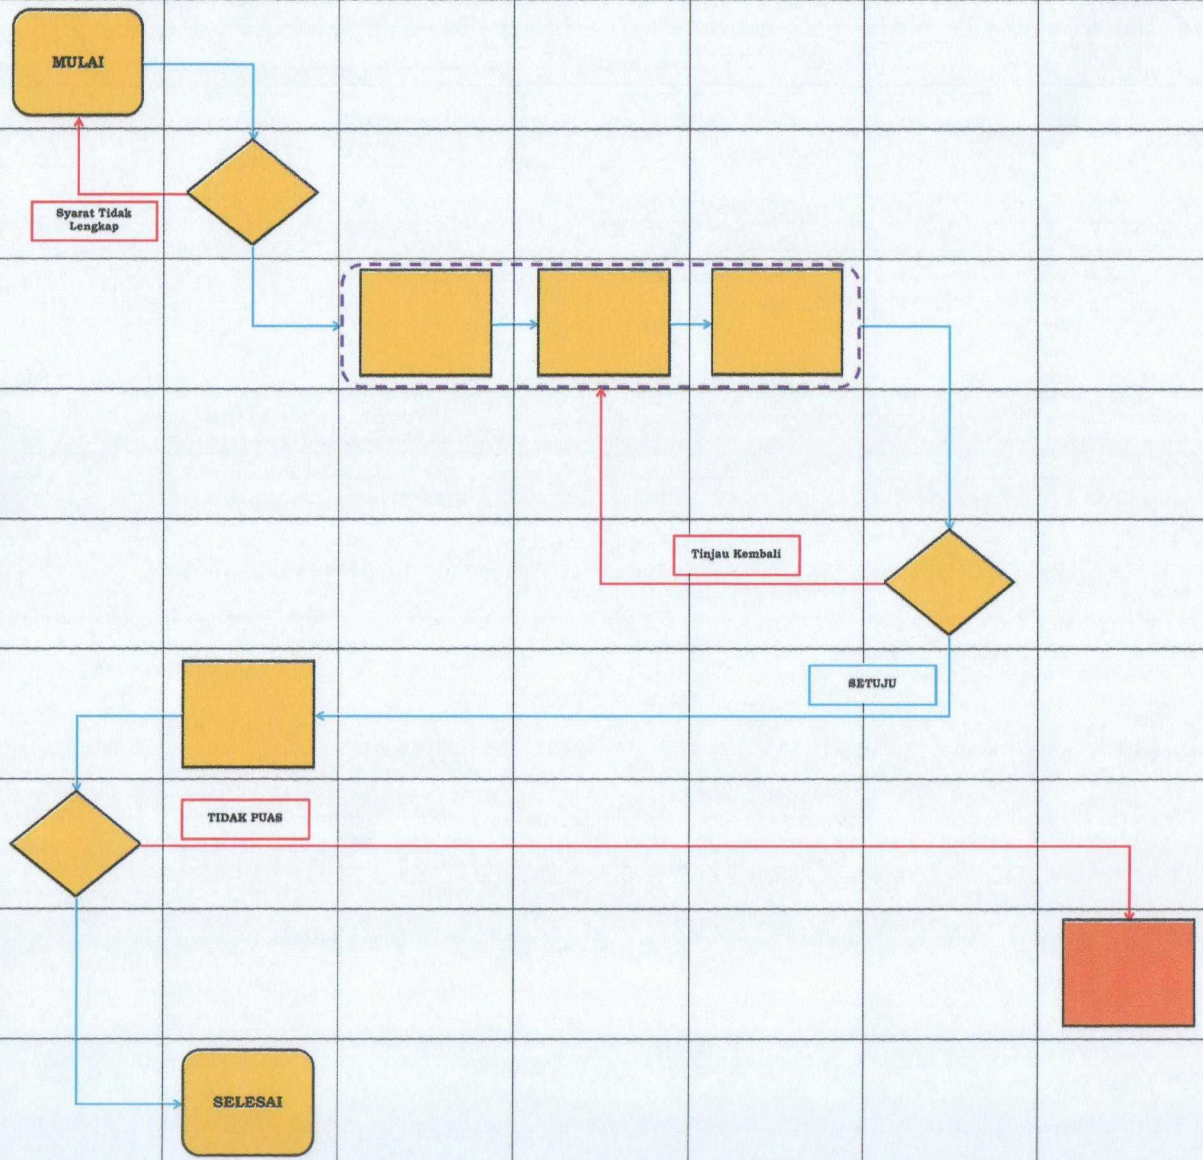 MULAI
Syarat Tidak
Lengkap
Tinjau Kembali
SETUJU
TIDAK PUAS
SELESAI